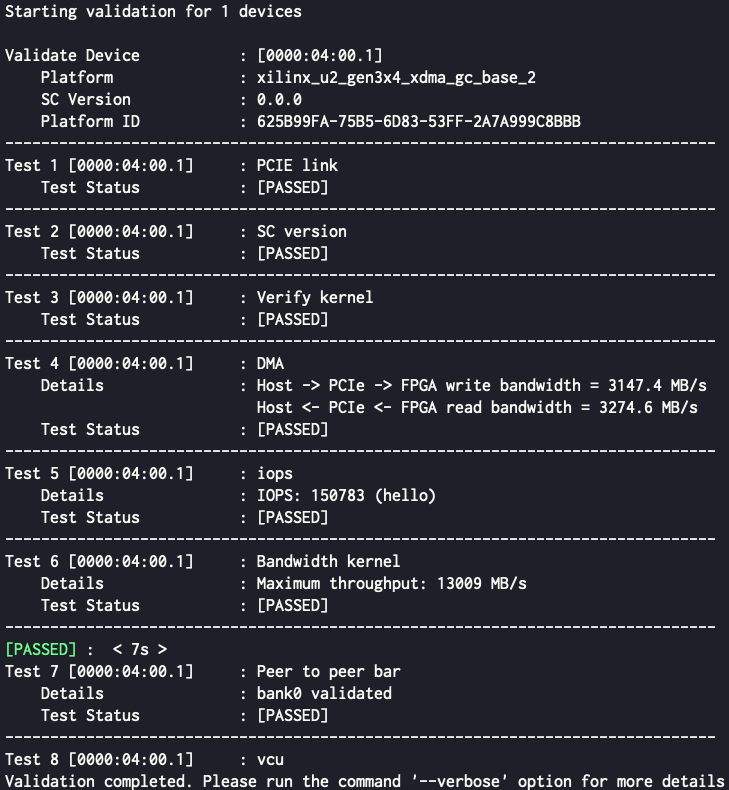 Starting validation for 1 devices
Validate Device           : [0000:04:00.1]
    Platform              : xilinx_u2_gen3x4_xdma_gc_base_2
    SC Version            : 0.0.0
    Platform ID           : 625B99FA-75B5-6D83-53FF-2A7A999C8BBB
-------------------------------------------------------------------------------
Test 1 [0000:04:00.1]     : PCIE link
    Test Status           : [PASSED]
-------------------------------------------------------------------------------
Test 2 [0000:04:00.1]     : SC version
    Test Status           : [PASSED]
-------------------------------------------------------------------------------
Test 3 [0000:04:00.1]     : Verify kernel
    Test Status           : [PASSED]
-------------------------------------------------------------------------------
Test 4 [0000:04:00.1]     : DMA
    Details               : Host -> PCIe -> FPGA write bandwidth = 3147.4 MB/s
                            Host <- PCIe <- FPGA read bandwidth = 3274.6 MB/s
    Test Status           : [PASSED]
-------------------------------------------------------------------------------
Test 5 [0000:04:00.1]     : iops
    Details               : IOPS: 150783 (hello)
    Test Status           : [PASSED]
-------------------------------------------------------------------------------
Test 6 [0000:04:00.1]     : Bandwidth kernel
    Details               : Maximum throughput: 13009 MB/s
    Test Status           : [PASSED]
-------------------------------------------------------------------------------
[PASSED] :  < 7s >
Test 7 [0000:04:00.1]     : Peer to peer bar
    Details               : bank0 validated
    Test Status           : [PASSED]
-------------------------------------------------------------------------------
Test 8 [0000:04:00.1]     : vcu
Validation completed. Please run the command '--verbose' option for more details